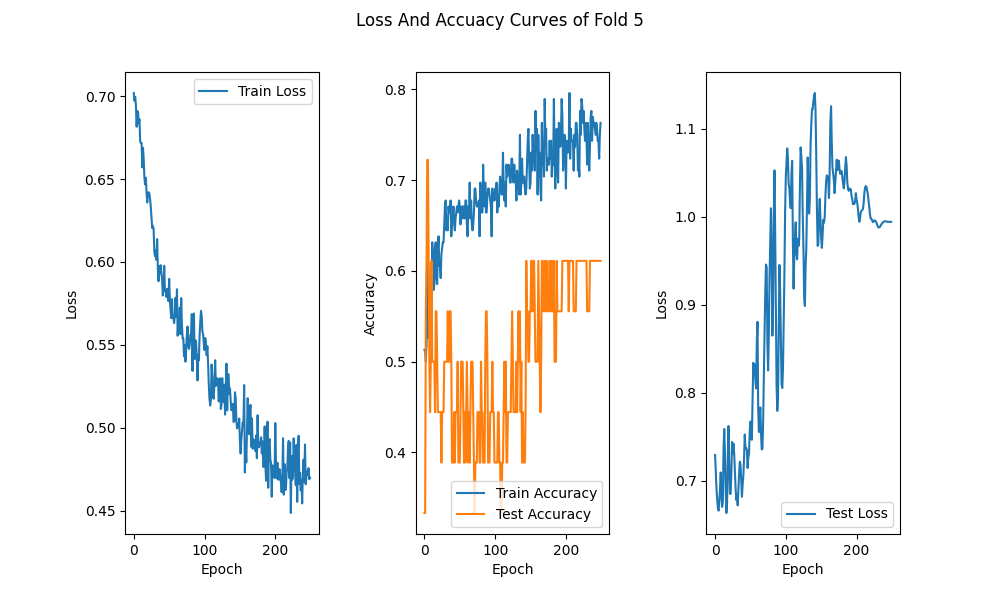 Loss And Accuacy Curves of Fold 5
Loss
0.70
0.65
0.60
0.55
0.50
0.45
0
100
200
Epoch
Train Loss
Accuracy
0.8
0.7
0.6
0.5
0.4
0
100
200
Epoch
Train Accuracy
Test Accuracy
Loss
1.1
1.0
0.9
0.8
0.7
0
100
200
Epoch
Test Loss